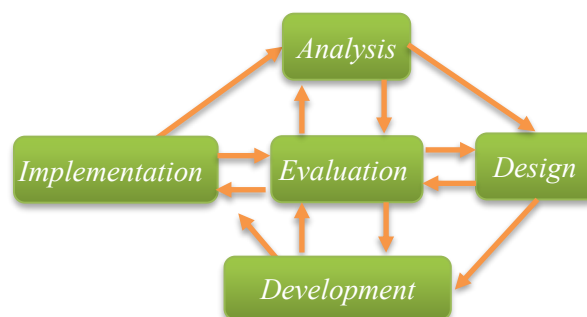 Analysis
Implementation
Evaluation
Design
Development